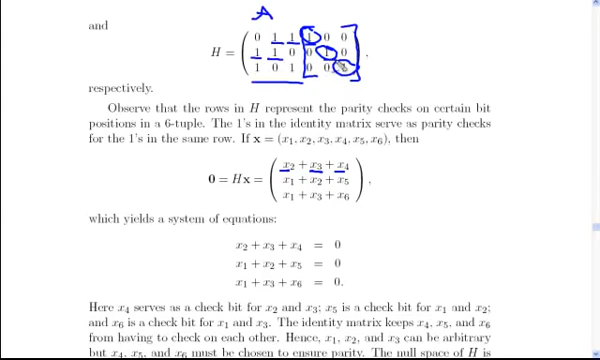 A
and
H = ( 0 1 1 1 0 0
1 1 0 0 1 0
1 0 1 0 0 1 ) ,
respectively.
Observe that the rows in H represent the parity checks on certain bit
positions in a 6-tuple. The 1's in the identity matrix serve as parity checks
for the 1's in the same row. If x = (x₁, x₂, x₃, x₄, x₅, x₆), then
0 = Hx = ( x₂ + x₃ + x₄
x₁ + x₂ + x₅
x₁ + x₃ + x₆ ) ,
which yields a system of equations:
x₂ + x₃ + x₄ = 0
x₁ + x₂ + x₅ = 0
x₁ + x₃ + x₆ = 0.
Here x₄ serves as a check bit for x₂ and x₃; x₅ is a check bit for x₁ and x₂;
and x₆ is a check bit for x₁ and x₃. The identity matrix keeps x₄, x₅, and x₆
from having to check on each other. Hence, x₁, x₂, and x₃ can be arbitrary
but x₄, x₅, and x₆ must be chosen to ensure parity. The null space of H is